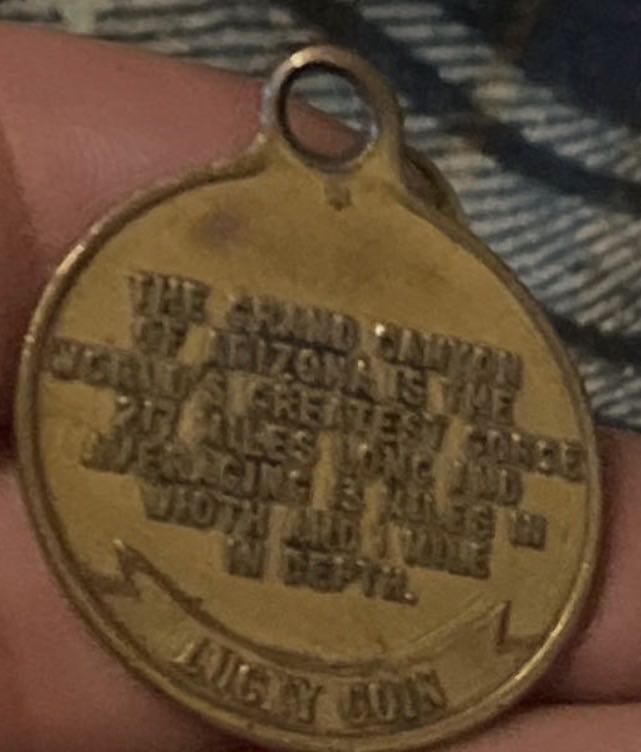 THE GRAND CANYON
OF ARIZONA IS THE
WORLD'S GREATEST GORGE
217 MILES LONG AND
AVERAGING MILES IN
WIDTH AND 1 MILE
IN DEPTH.
LUCKY COIN